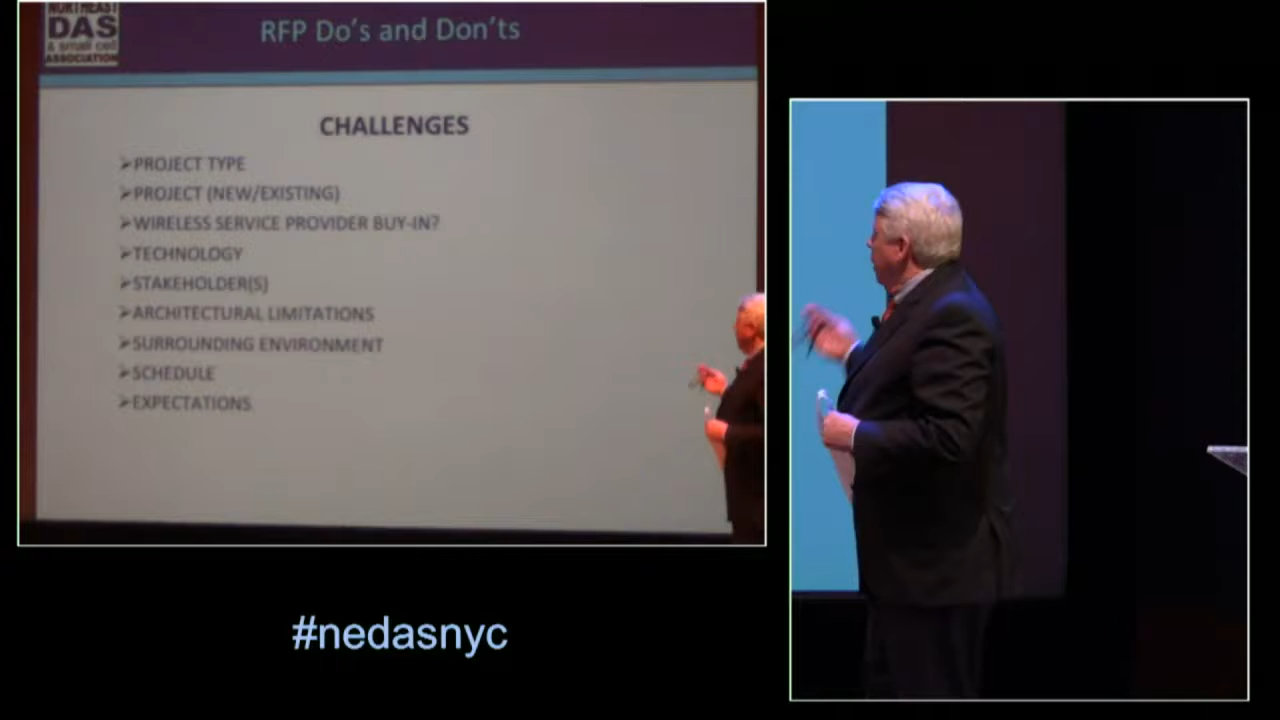 NORTHEAST
DAS
& small cell
ASSOCIATION
RFP Do's and Don'ts
CHALLENGES
➢PROJECT TYPE
➢PROJECT (NEW/EXISTING)
➢WIRELESS SERVICE PROVIDER BUY-IN?
➢TECHNOLOGY
➢STAKEHOLDER(S)
➢ARCHITECTURAL LIMITATIONS
➢SURROUNDING ENVIRONMENT
➢SCHEDULE
➢EXPECTATIONS
#nedasnyc